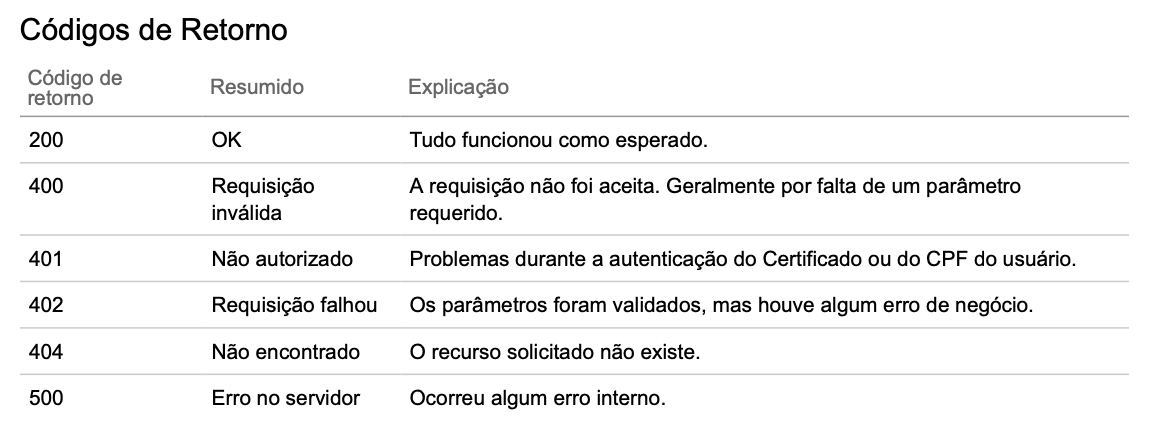 Códigos de Retorno
Código de retorno Resumido Explicação
200 OK Tudo funcionou como esperado.
400 Requisição inválida A requisição não foi aceita. Geralmente por falta de um parâmetro requerido.
401 Não autorizado Problemas durante a autenticação do Certificado ou do CPF do usuário.
402 Requisição falhou Os parâmetros foram validados, mas houve algum erro de negócio.
404 Não encontrado O recurso solicitado não existe.
500 Erro no servidor Ocorreu algum erro interno.